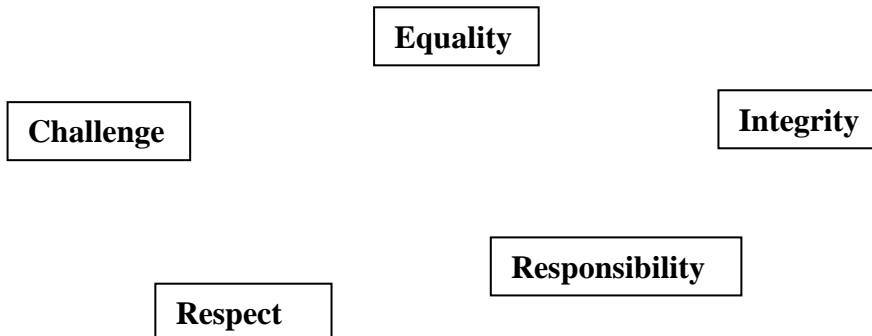 Equality
Challenge
Integrity
Responsibility
Respect